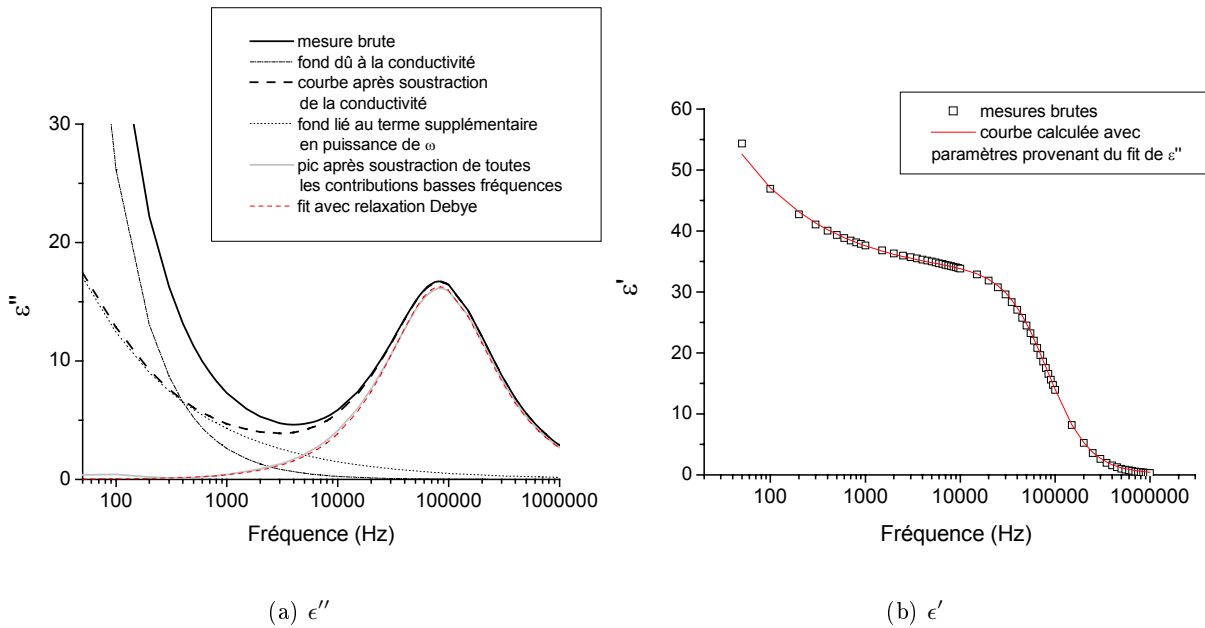 mesure brute
fond dû à la conductivité
courbe après soustraction
de la conductivité
fond lié au terme supplémentaire
en puissance de ω
pic après soustraction de toutes
les contributions basses fréquences
fit avec relaxation Debye
30
20
10
0
ε''
100
1000
10000
100000
1000000
Fréquence (Hz)
(a) ϵ′′
mesures brutes
courbe calculée avec
paramètres provenant du fit de ε"
60
50
40
30
20
10
0
ε'
100
1000
10000
100000
1000000
Fréquence (Hz)
(b) ϵ′